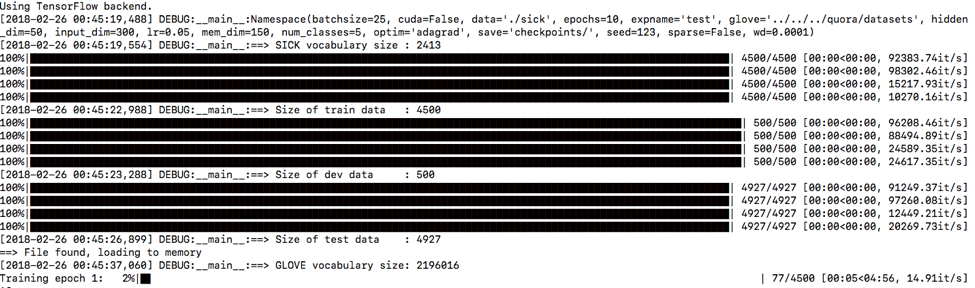 Using TensorFlow backend.
[2018-02-26 00:45:19,488] DEBUG:__main__:Namespace(batchsize=25, cuda=False, data='./sick', epochs=10, expname='test', glove='../../../quora/datasets', hidden
_dim=50, input_dim=300, lr=0.05, mem_dim=150, num_classes=5, optim='adagrad', save='checkpoints/', seed=123, sparse=False, wd=0.0001)
[2018-02-26 00:45:19,554] DEBUG:__main__:==> SICK vocabulary size : 2413
100%| | 4500/4500 [00:00<00:00, 92383.74it/s]
100%| | 4500/4500 [00:00<00:00, 98302.46it/s]
100%| | 4500/4500 [00:00<00:00, 15217.93it/s]
100%| | 4500/4500 [00:00<00:00, 10270.16it/s]
[2018-02-26 00:45:22,988] DEBUG:__main__:==> Size of train data : 4500
100%| | 500/500 [00:00<00:00, 96208.46it/s]
100%| | 500/500 [00:00<00:00, 88494.89it/s]
100%| | 500/500 [00:00<00:00, 24589.35it/s]
100%| | 500/500 [00:00<00:00, 24617.35it/s]
[2018-02-26 00:45:23,288] DEBUG:__main__:==> Size of dev data : 500
100%| | 4927/4927 [00:00<00:00, 91249.37it/s]
100%| | 4927/4927 [00:00<00:00, 97260.08it/s]
100%| | 4927/4927 [00:00<00:00, 12449.21it/s]
100%| | 4927/4927 [00:00<00:00, 20269.73it/s]
[2018-02-26 00:45:26,899] DEBUG:__main__:==> Size of test data : 4927
==> File found, loading to memory
[2018-02-26 00:45:37,060] DEBUG:__main__:==> GLOVE vocabulary size: 2196016
Training epoch 1: 2%| | 77/4500 [00:05<04:56, 14.91it/s]